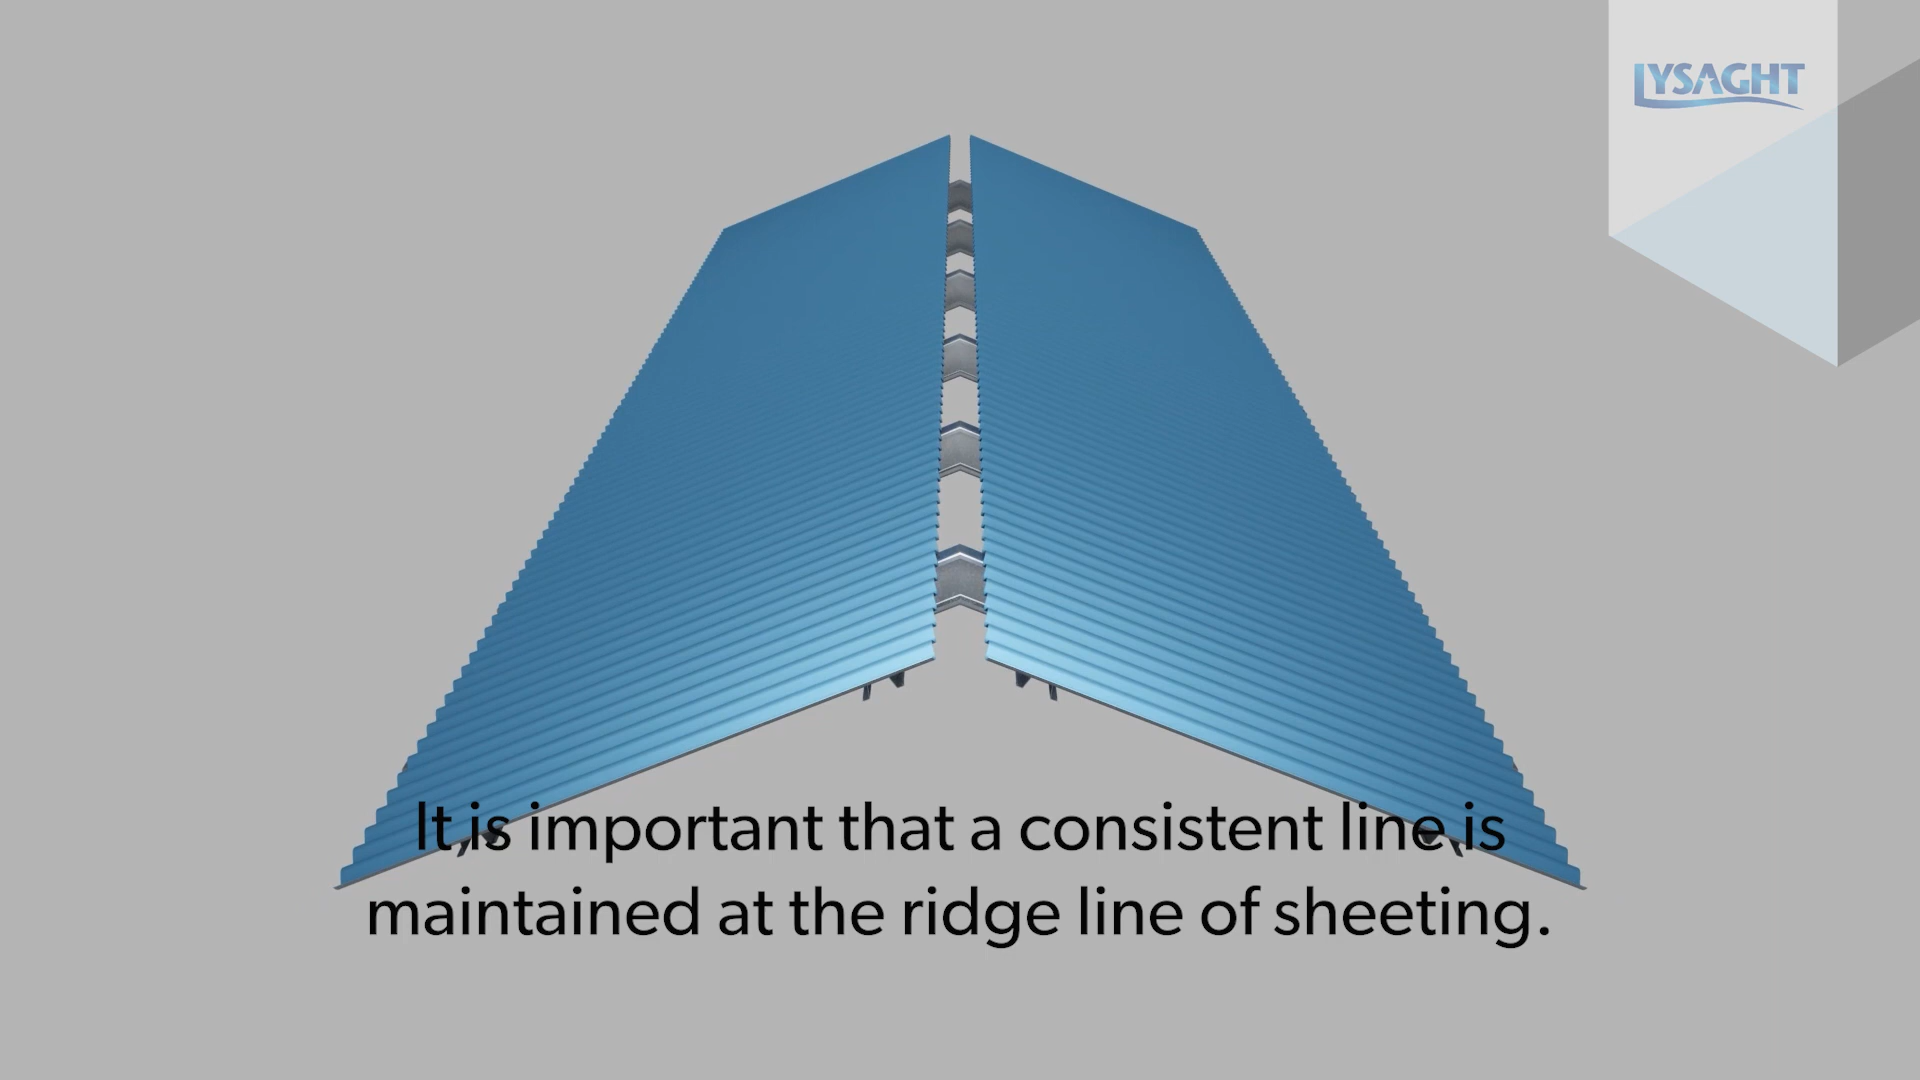 LYSAGHT
It is important that a consistent line is
maintained at the ridge line of sheeting.